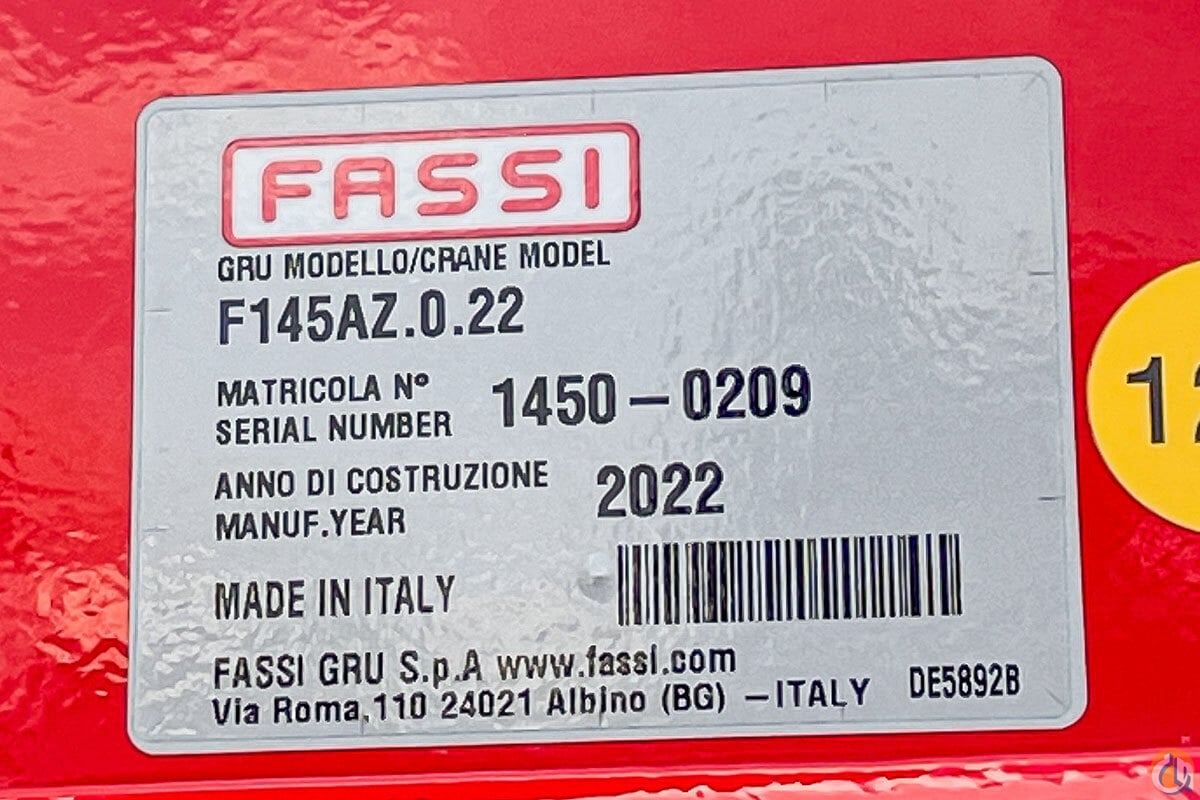 FASSI
GRU MODELLO/CRANE MODEL
F145AZ.0.22
MATRICOLA N°
SERIAL NUMBER
1450-0209
ANNO DI COSTRUZIONE
MANUF.YEAR
2022
MADE IN ITALY
FASSI GRU S.p.A www.fassi.com
Via Roma,110 24021 Albino (BG) -ITALY
DE5892B